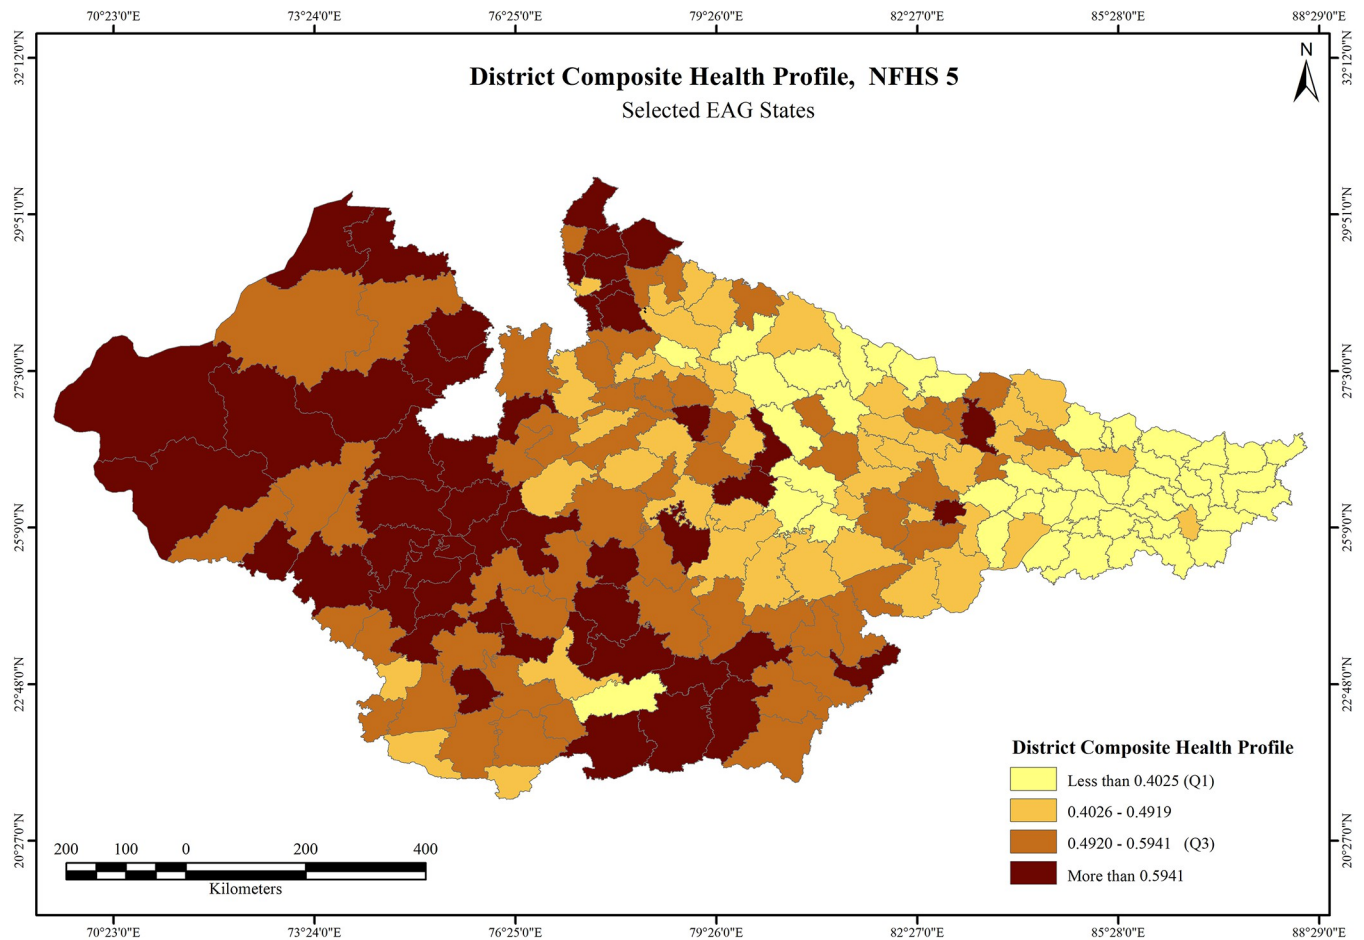 70°23'0"E 73°24'0"E 76°25'0"E 79°26'0"E 82°27'0"E 85°28'0"E 88°29'0"E
32°12'0"N 32°12'0"N
N
District Composite Health Profile, NFHS 5
Selected EAG States
29°51'0"N 29°51'0"N
27°30'0"N 27°30'0"N
25°9'0"N 25°9'0"N
22°48'0"N 22°48'0"N
District Composite Health Profile
Less than 0.4025 (Q1)
0.4026 - 0.4919
0.4920 - 0.5941 (Q3)
More than 0.5941
20°27'0"N 20°27'0"N
200 100 0 200 400
Kilometers
70°23'0"E 73°24'0"E 76°25'0"E 79°26'0"E 82°27'0"E 85°28'0"E 88°29'0"E